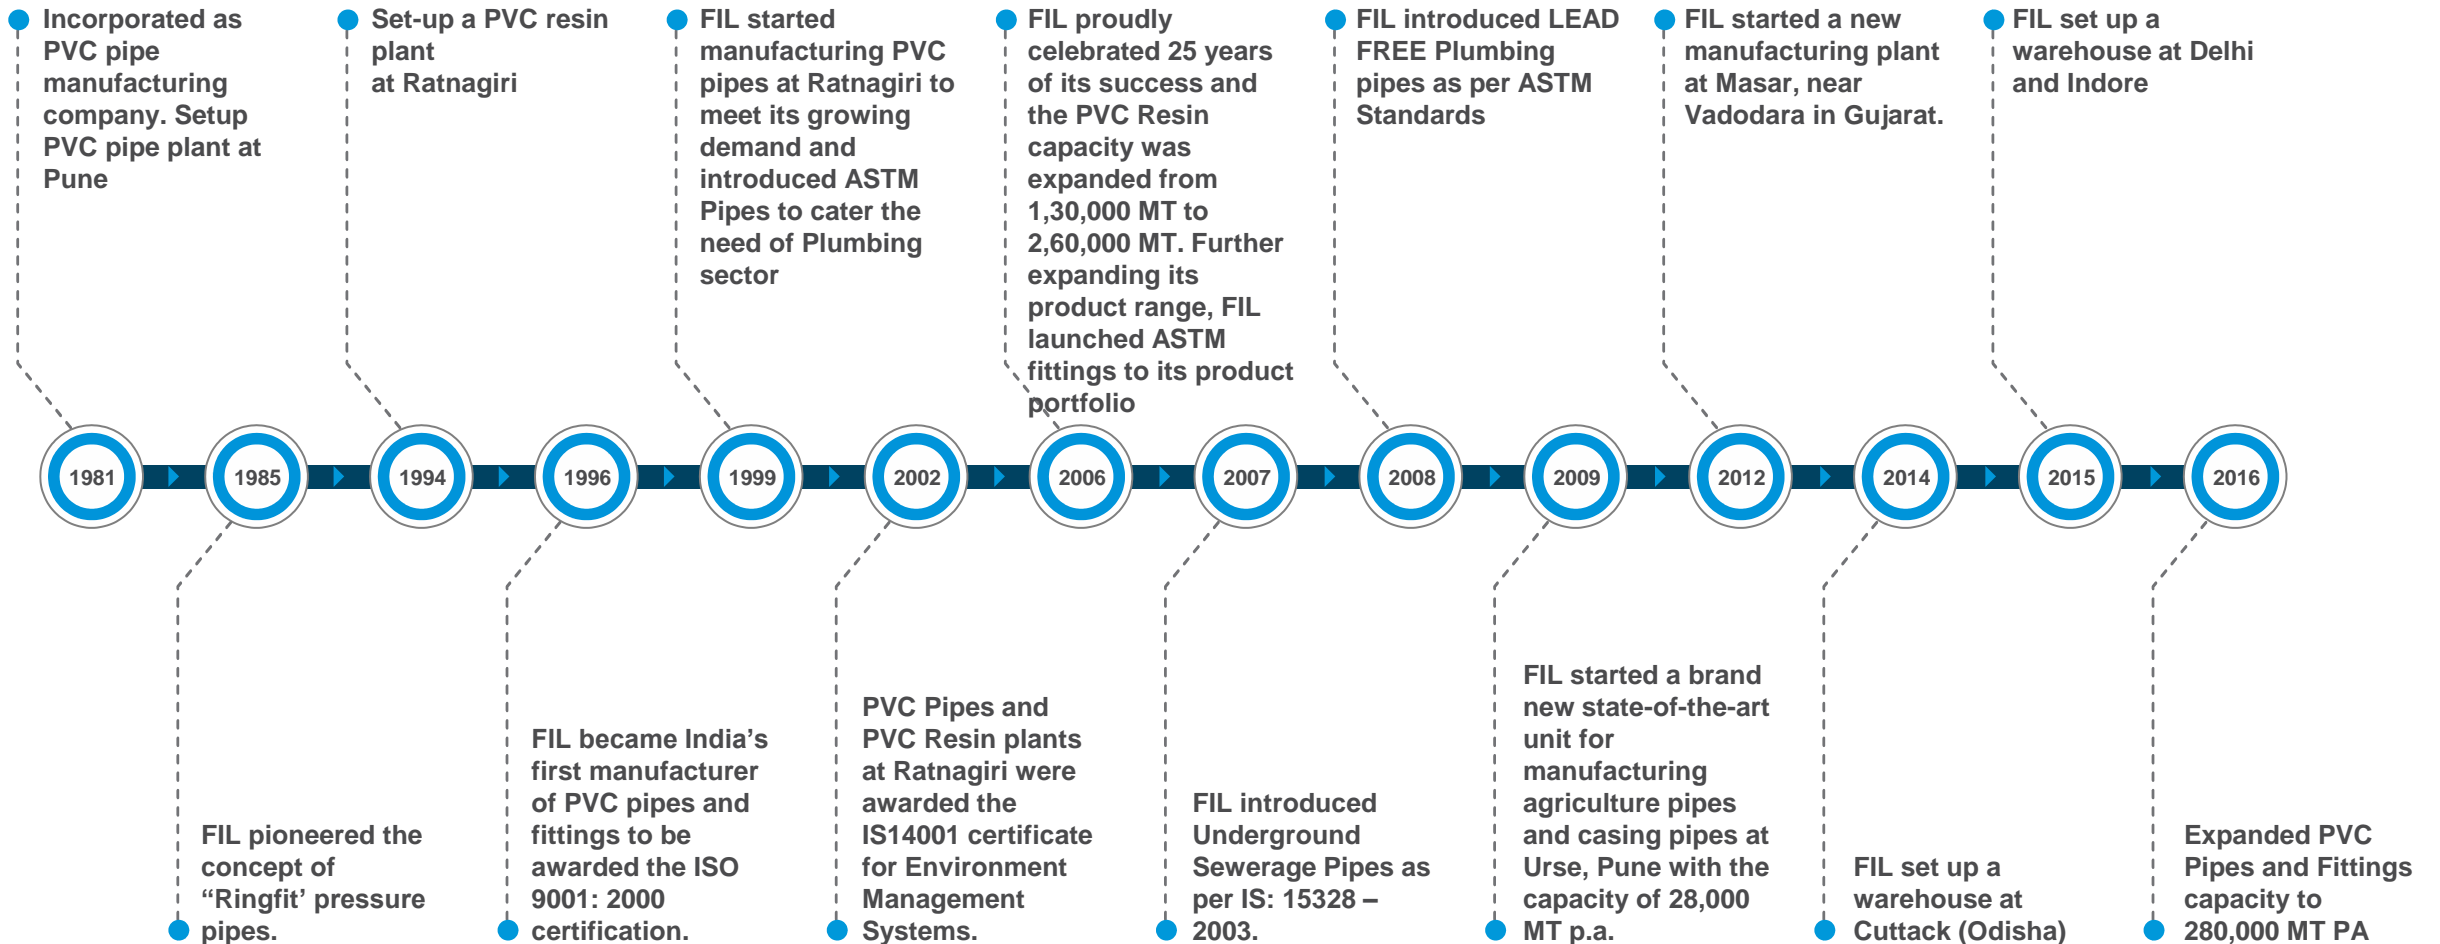 Incorporated as
PVC pipe
manufacturing
company. Setup
PVC pipe plant at
Pune
Set-up a PVC resin
plant
at Ratnagiri
FIL started
manufacturing PVC
pipes at Ratnagiri to
meet its growing
demand and
introduced ASTM
Pipes to cater the
need of Plumbing
sector
FIL proudly
celebrated 25 years
of its success and
the PVC Resin
capacity was
expanded from
1,30,000 MT to
2,60,000 MT. Further
expanding its
product range, FIL
launched ASTM
fittings to its product
portfolio
FIL introduced LEAD
FREE Plumbing
pipes as per ASTM
Standards
FIL started a new
manufacturing plant
at Masar, near
Vadodara in Gujarat.
FIL set up a
warehouse at Delhi
and Indore
1981
1985
1994
1996
1999
2002
2006
2007
2008
2009
2012
2014
2015
2016
FIL pioneered the
concept of
“Ringfit’ pressure
pipes.
FIL became India’s
first manufacturer
of PVC pipes and
fittings to be
awarded the ISO
9001: 2000
certification.
PVC Pipes and
PVC Resin plants
at Ratnagiri were
awarded the
IS14001 certificate
for Environment
Management
Systems.
FIL introduced
Underground
Sewerage Pipes as
per IS: 15328 –
2003.
FIL started a brand
new state-of-the-art
unit for
manufacturing
agriculture pipes
and casing pipes at
Urse, Pune with the
capacity of 28,000
MT p.a.
FIL set up a
warehouse at
Cuttack (Odisha)
Expanded PVC
Pipes and Fittings
capacity to
280,000 MT PA